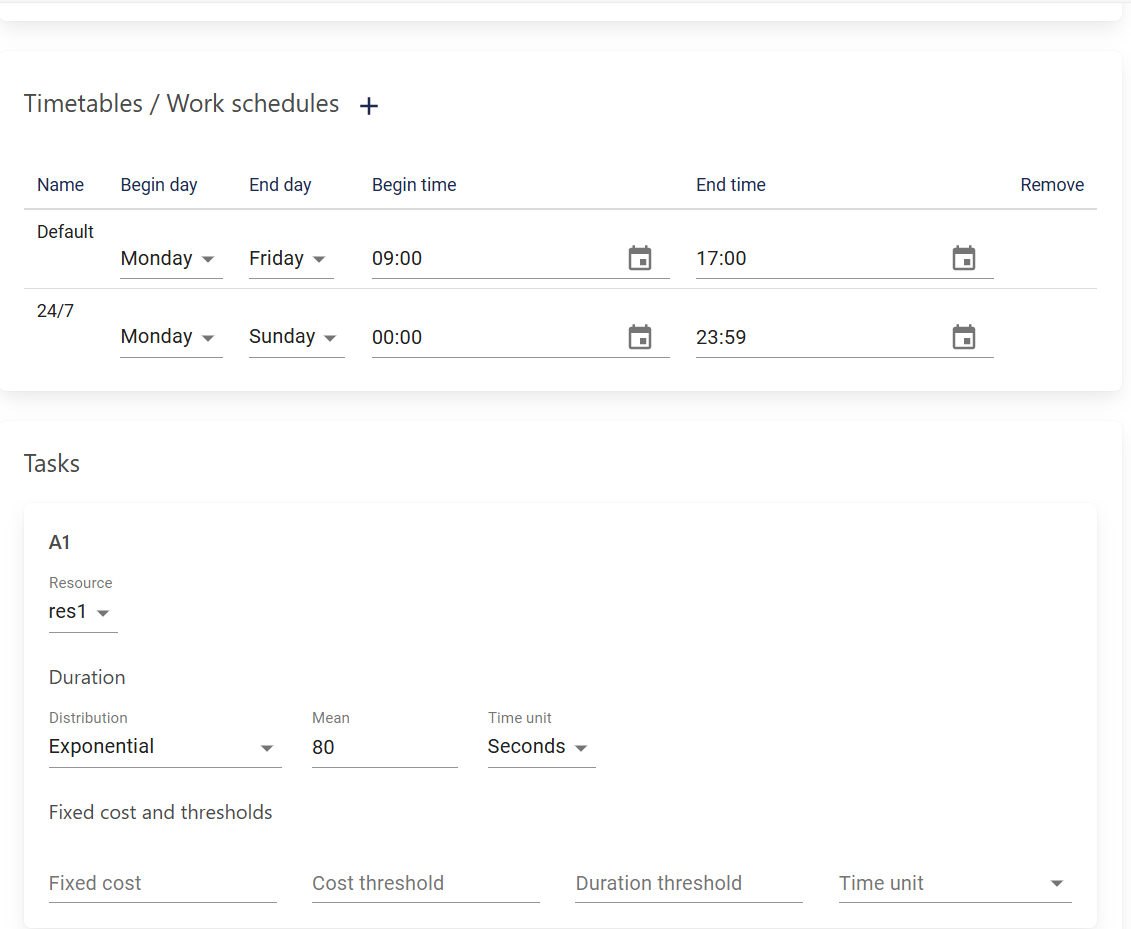 Timetables / Work schedules +
Name Begin day End day Begin time End time Remove
Default
Monday Friday 09:00 17:00
24/7
Monday Sunday 00:00 23:59
Tasks
A1
Resource
res1
Duration
Distribution Mean Time unit
Exponential 80 Seconds
Fixed cost and thresholds
Fixed cost Cost threshold Duration threshold Time unit